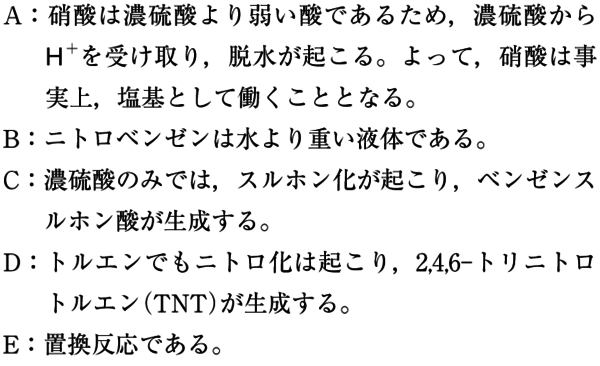 A：硝酸は濃硫酸より弱い酸であるため，濃硫酸から
H⁺を受け取り，脱水が起こる。よって，硝酸は事
実上，塩基として働くこととなる。
B：ニトロベンゼンは水より重い液体である。
C：濃硫酸のみでは，スルホン化が起こり，ベンゼンス
ルホン酸が生成する。
D：トルエンでもニトロ化は起こり，2,4,6-トリニトロ
トルエン(TNT)が生成する。
E：置換反応である。